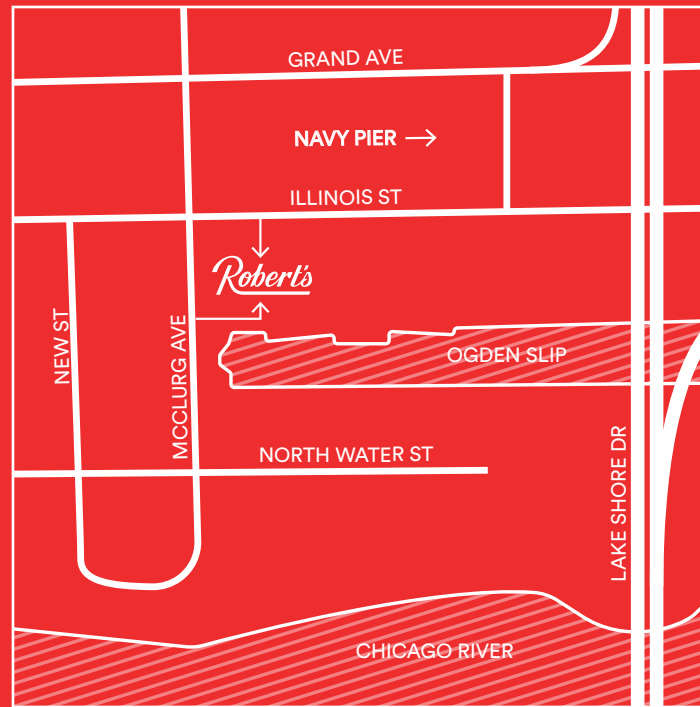 GRAND AVE
NAVY PIER →
ILLINOIS ST
Robert's
NEW ST
MCCLURG AVE
OGDEN SLIP
NORTH WATER ST
LAKE SHORE DR
CHICAGO RIVER